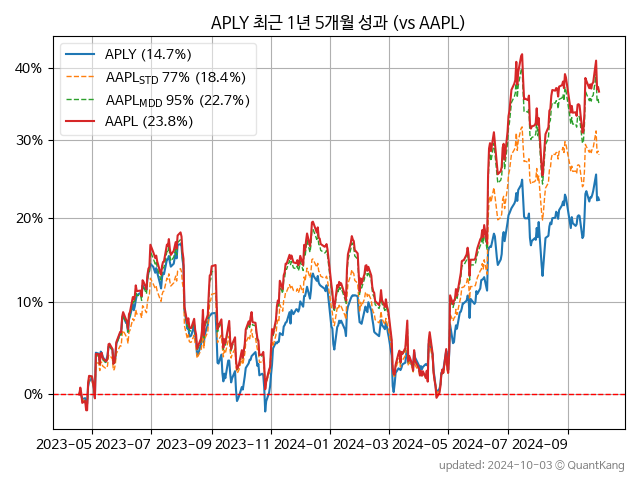 APLY 최근 1년 5개월 성과 (vs AAPL)
APLY (14.7%)
AAPL_STD 77% (18.4%)
AAPL_MDD 95% (22.7%)
AAPL (23.8%)
40%
30%
20%
10%
0%
2023-05 2023-07 2023-09 2023-11 2024-01 2024-03 2024-05 2024-07 2024-09
updated: 2024-10-03 © QuantKang